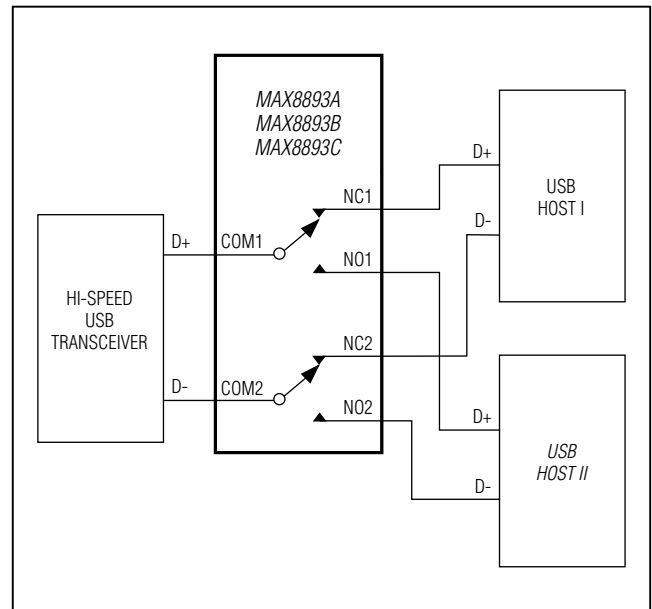 MAX8893A
MAX8893B
MAX8893C
HI-SPEED
USB
TRANSCEIVER
D+
D-
COM1
COM2
NC1
NO1
NC2
NO2
D+
D-
USB
HOST I
D+
D-
USB
HOST II